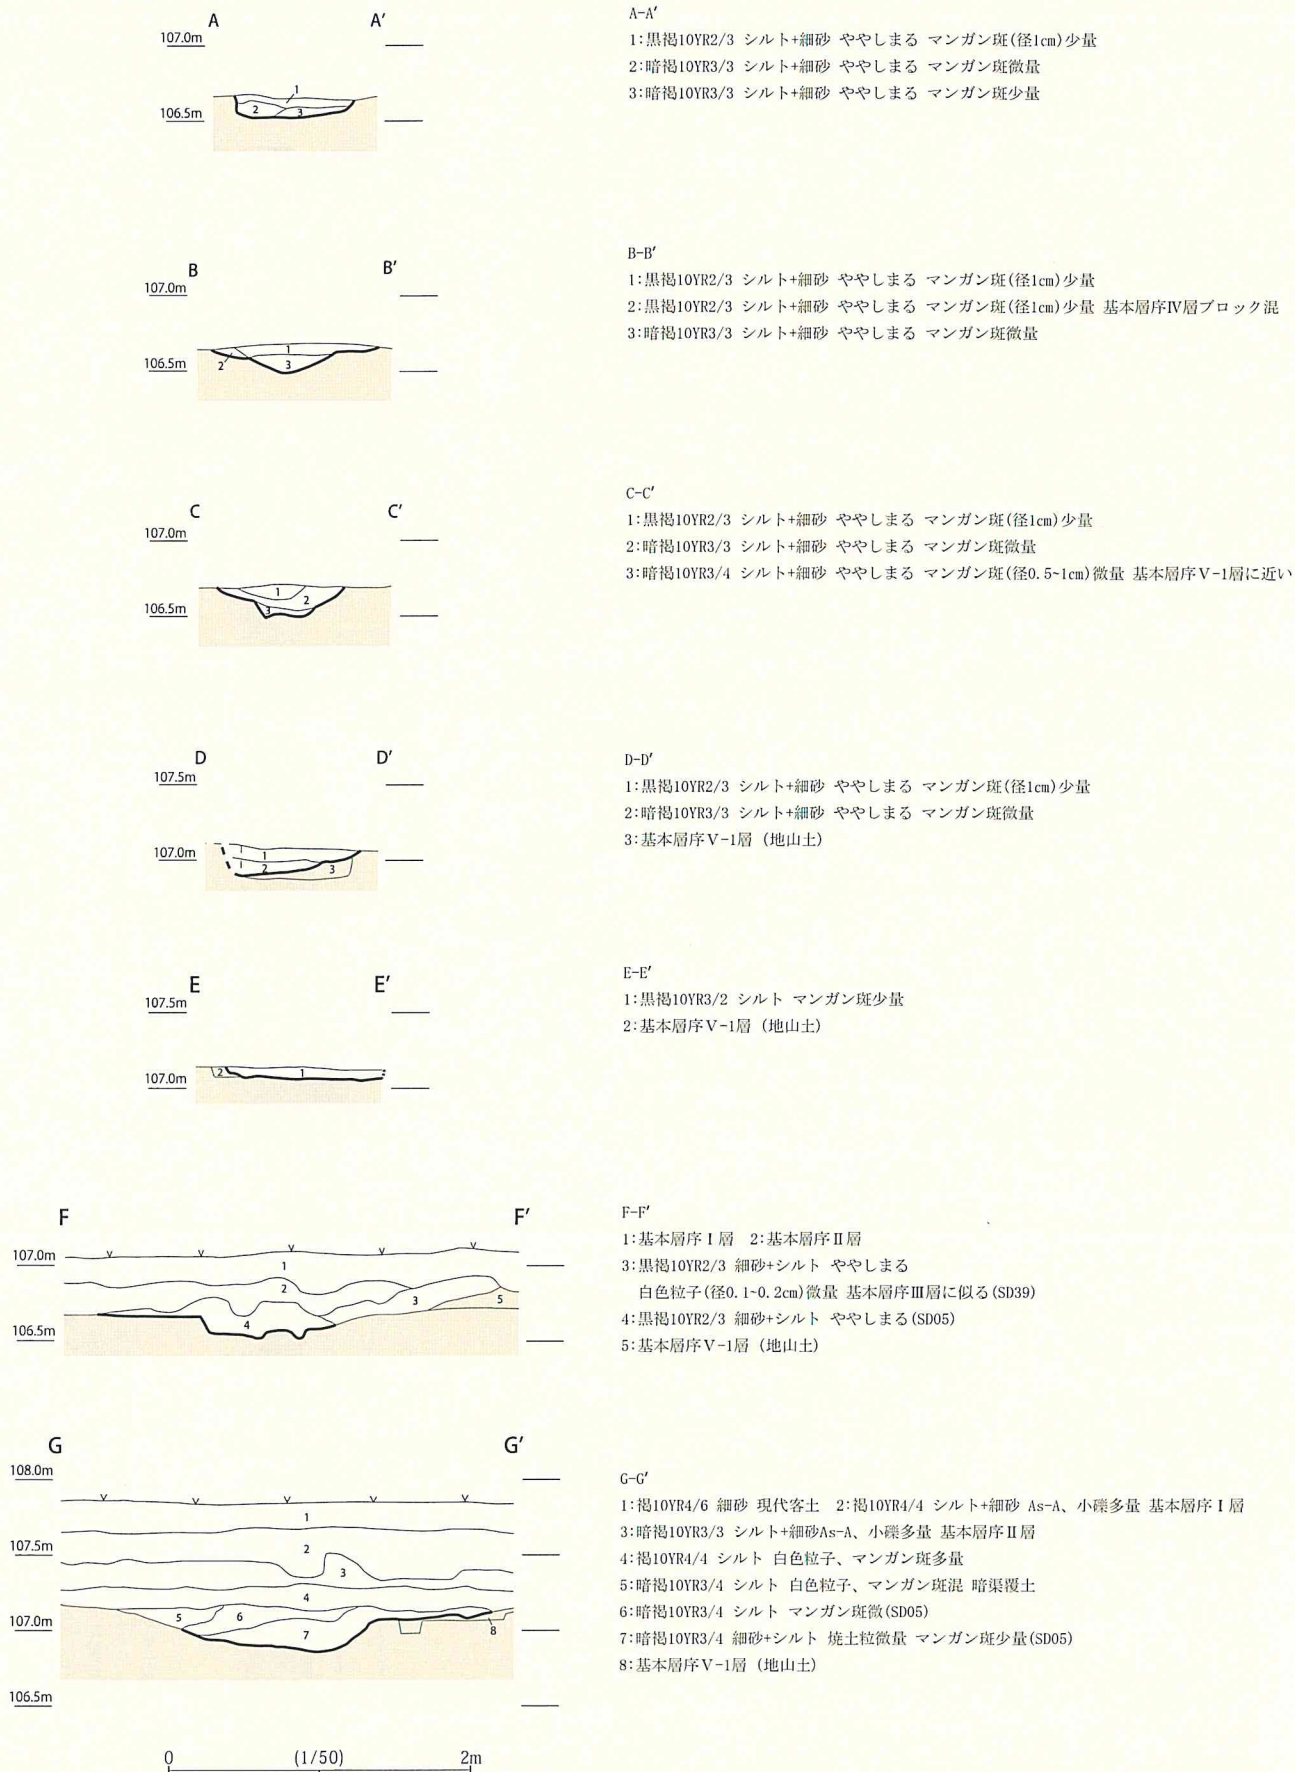 A A′
107.0m
106.5m
1
2 3
A-A′
1:黒褐10YR2/3 シルト+細砂 ややしまる マンガン斑(径1cm)少量
2:暗褐10YR3/3 シルト+細砂 ややしまる マンガン斑微量
3:暗褐10YR3/3 シルト+細砂 ややしまる マンガン斑少量
B B′
107.0m
106.5m
1
2 3
B-B′
1:黒褐10YR2/3 シルト+細砂 ややしまる マンガン斑(径1cm)少量
2:黒褐10YR2/3 シルト+細砂 ややしまる マンガン斑(径1cm)少量 基本層序Ⅳ層ブロック混
3:暗褐10YR3/3 シルト+細砂 ややしまる マンガン斑微量
C C′
107.0m
106.5m
1 2
3
C-C′
1:黒褐10YR2/3 シルト+細砂 ややしまる マンガン斑(径1cm)少量
2:暗褐10YR3/3 シルト+細砂 ややしまる マンガン斑微量
3:暗褐10YR3/4 シルト+細砂 ややしまる マンガン斑(径0.5~1cm)微量 基本層序Ⅴ-1層に近い
D D′
107.5m
107.0m
1 1
1 2 3
D-D′
1:黒褐10YR2/3 シルト+細砂 ややしまる マンガン斑(径1cm)少量
2:暗褐10YR3/3 シルト+細砂 ややしまる マンガン斑微量
3:基本層序Ⅴ-1層 (地山土)
E E′
107.5m
107.0m
2 1
E-E′
1:黒褐10YR3/2 シルト マンガン斑少量
2:基本層序Ⅴ-1層 (地山土)
F F′
107.0m
106.5m
1
2
3 5
4
F-F′
1:基本層序Ⅰ層 2:基本層序Ⅱ層
3:黒褐10YR2/3 細砂+シルト ややしまる
白色粒子(径0.1~0.2cm)微量 基本層序Ⅲ層に似る(SD39)
4:黒褐10YR2/3 細砂+シルト ややしまる(SD05)
5:基本層序Ⅴ-1層 (地山土)
G G′
108.0m
107.5m
107.0m
106.5m
1
2
3
4
5 6
7 8
G-G′
1:褐10YR4/6 細砂 現代客土 2:褐10YR4/4 シルト+細砂 As-A、小礫多量 基本層序Ⅰ層
3:暗褐10YR3/3 シルト+細砂As-A、小礫多量 基本層序Ⅱ層
4:褐10YR4/4 シルト 白色粒子、マンガン斑多量
5:暗褐10YR3/4 シルト 白色粒子、マンガン斑混 暗渠覆土
6:暗褐10YR3/4 シルト マンガン斑微(SD05)
7:暗褐10YR3/4 細砂+シルト 焼土粒微量 マンガン斑少量(SD05)
8:基本層序Ⅴ-1層 (地山土)
0 (1/50) 2m